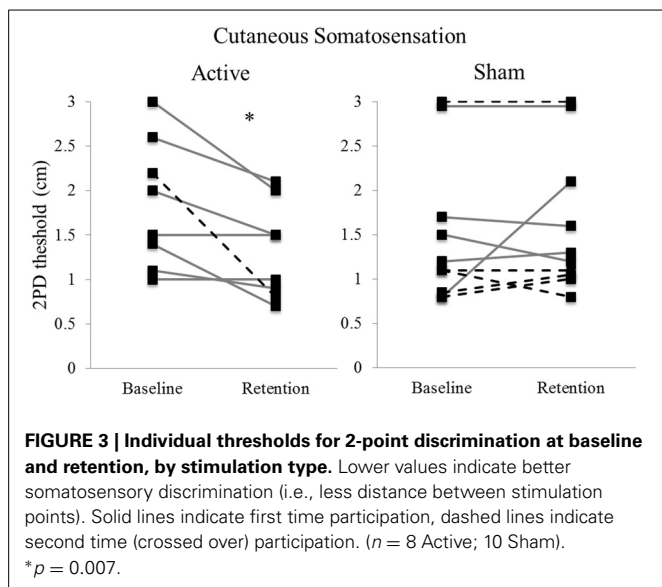 Cutaneous Somatosensation
Active
Sham
2PD theshold (cm)
3
2.5
2
1.5
1
0.5
0
*
Baseline
Retention
3
2.5
2
1.5
1
0.5
0
Baseline
Retention
FIGURE 3 | Individual thresholds for 2-point discrimination at baseline
and retention, by stimulation type. Lower values indicate better
somatosensory discrimination (i.e., less distance between stimulation
points). Solid lines indicate first time participation, dashed lines indicate
second time (crossed over) participation. (n = 8 Active; 10 Sham).
*p = 0.007.